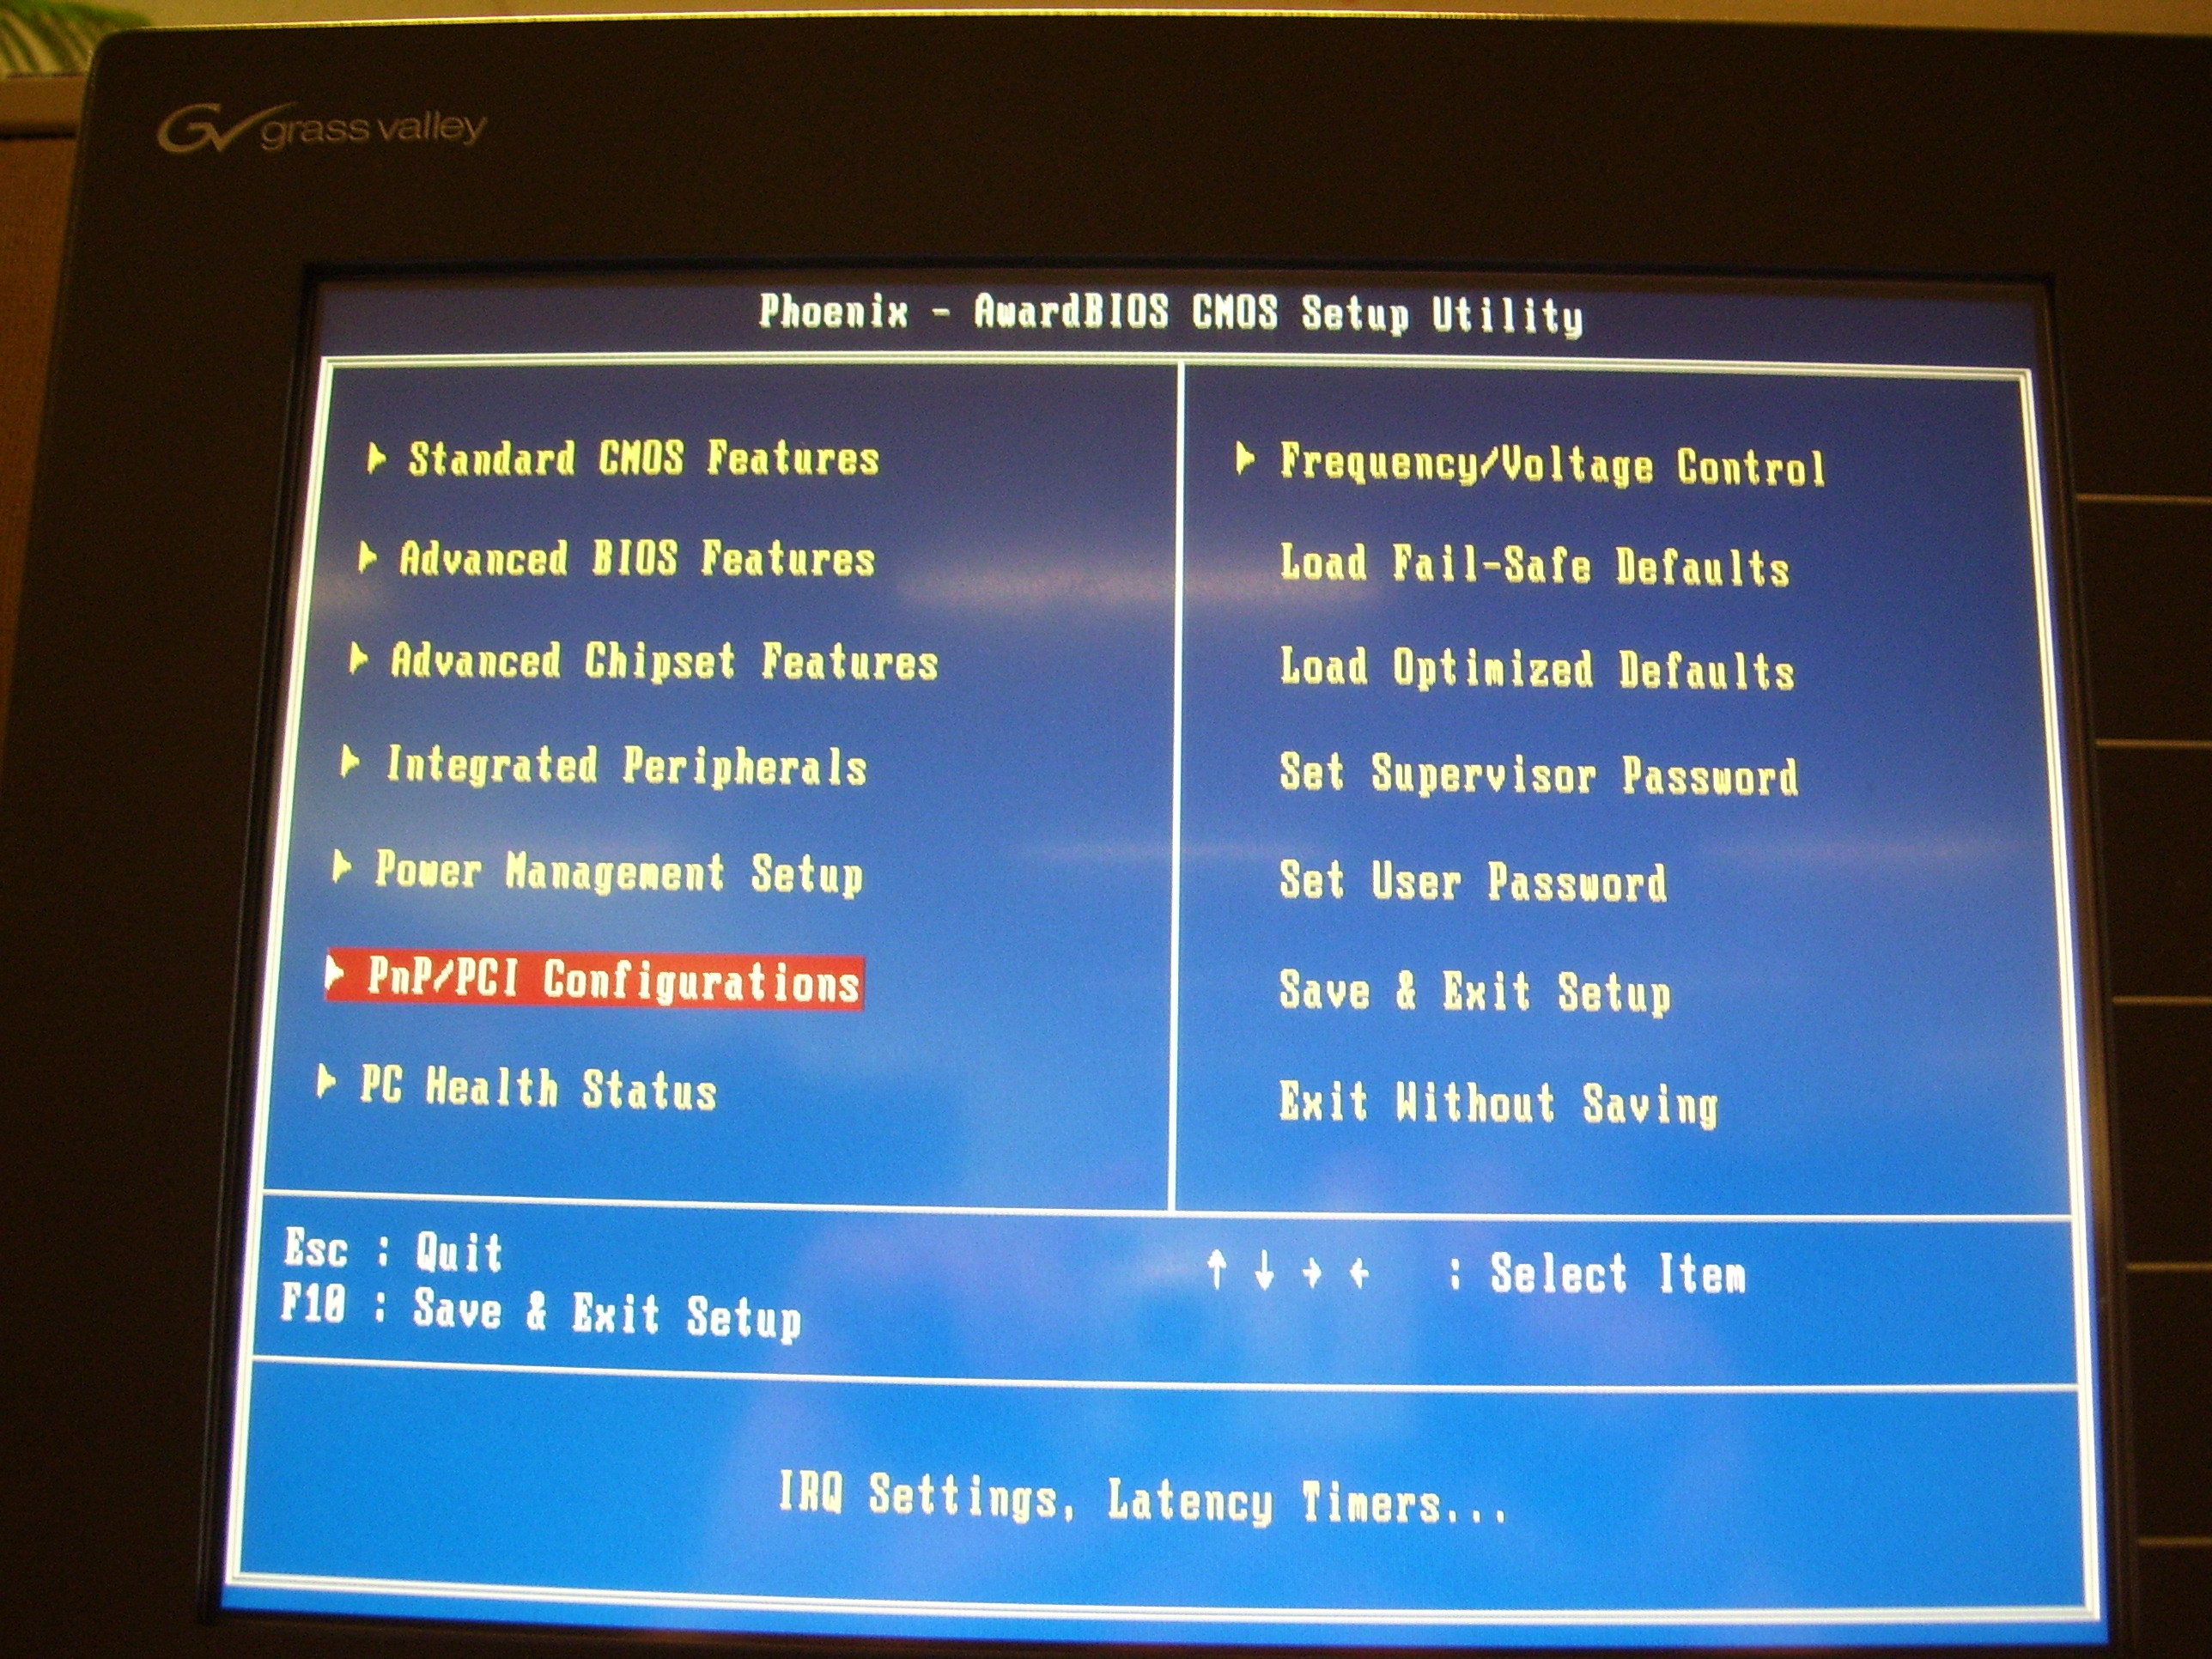 GV grass valley
Phoenix - AwardBIOS CMOS Setup Utility
Standard CMOS Features
Advanced BIOS Features
Advanced Chipset Features
Integrated Peripherals
Power Management Setup
PnP/PCI Configurations
PC Health Status
Frequency/Voltage Control
Load Fail-Safe Defaults
Load Optimized Defaults
Set Supervisor Password
Set User Password
Save & Exit Setup
Exit Without Saving
Esc : Quit
F10 : Save & Exit Setup
↑ ↓ → ← : Select Item
IRQ Settings, Latency Timers...